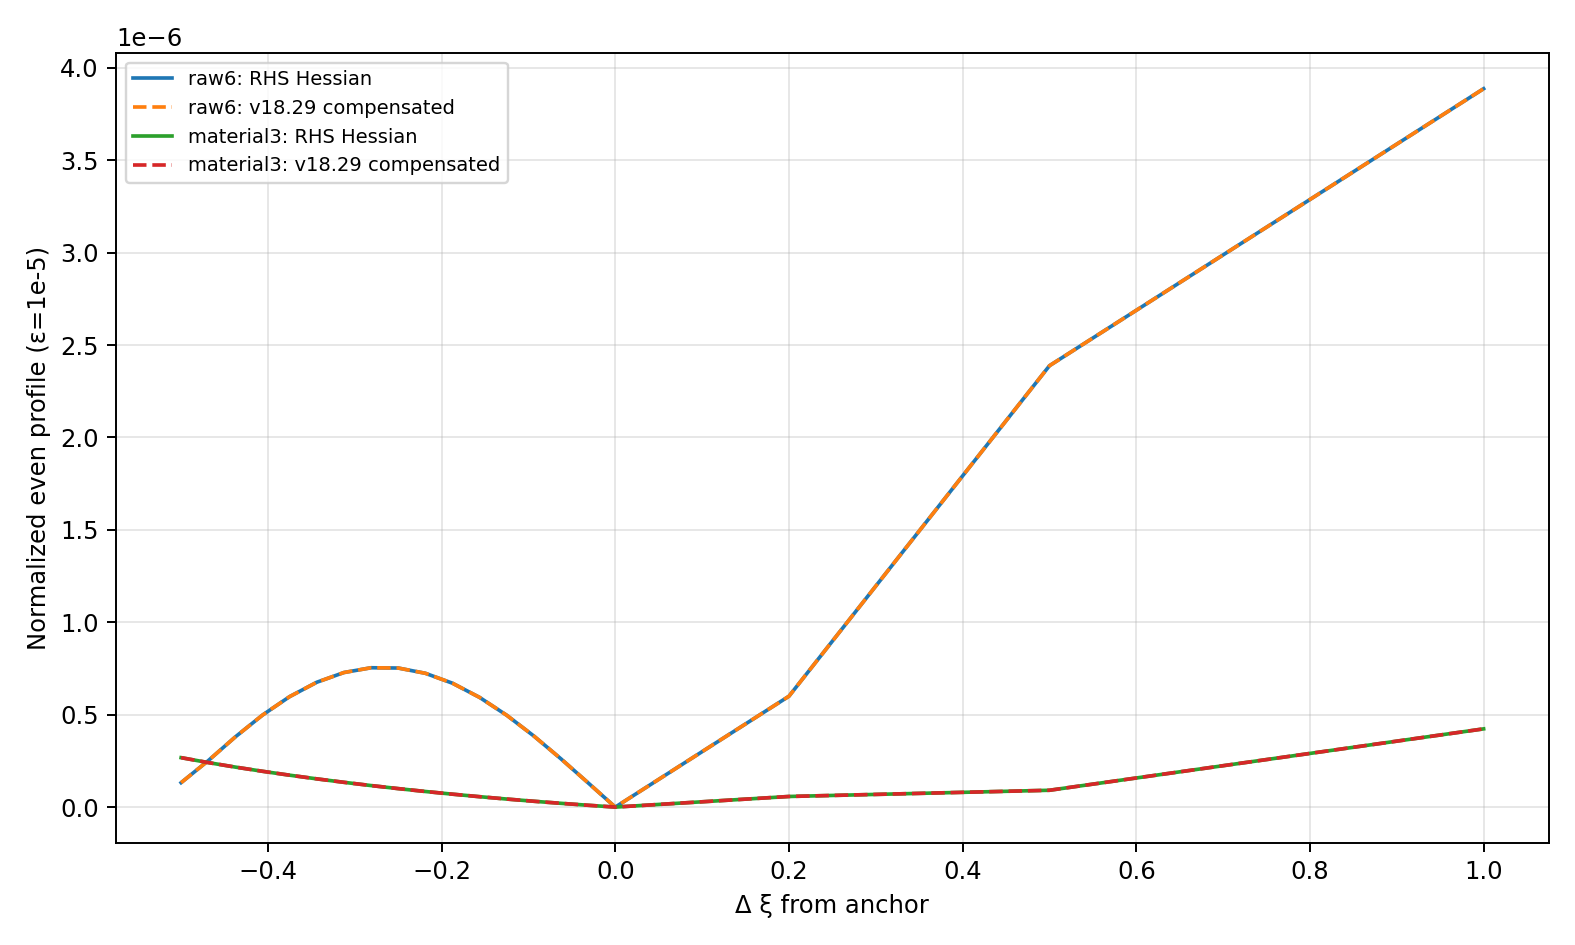 1e−6
4.0
3.5
3.0
2.5
2.0
1.5
1.0
0.5
0.0
Normalized even profile (ε=1e-5)
raw6: RHS Hessian
raw6: v18.29 compensated
material3: RHS Hessian
material3: v18.29 compensated
−0.4 −0.2 0.0 0.2 0.4 0.6 0.8 1.0
Δ ξ from anchor